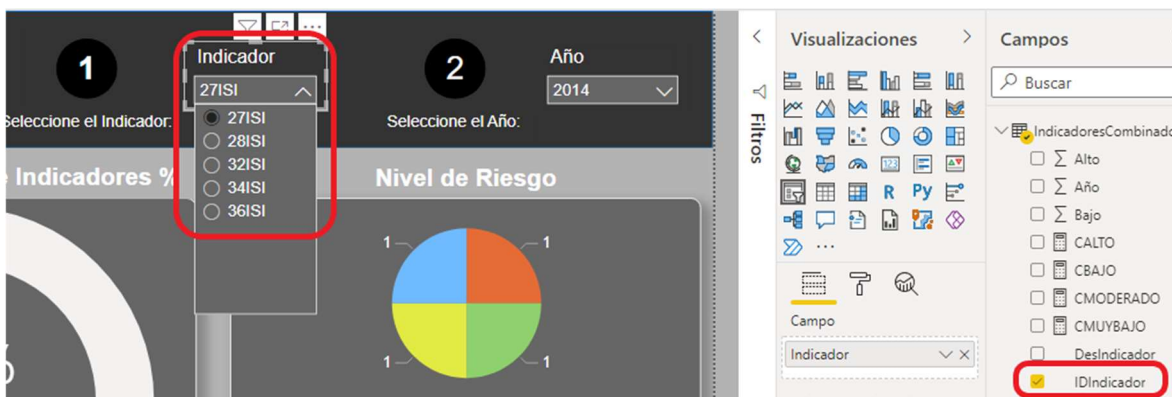 Indicador
1
27ISI
27ISI
28ISI
32ISI
34ISI
36ISI
Seleccione el Indicador:
2
Seleccione el Año:
Año
2014
Indicadores %
Nivel de Riesgo
1
1
1
1
%
Filtros
Visualizaciones
123
R
Py
Campo
Indicador
Campos
Buscar
IndicadoresCombinado
Σ Alto
Σ Año
Σ Bajo
CALTO
CBAJO
CMODERADO
CMUYBAJO
DesIndicador
IDIndicador